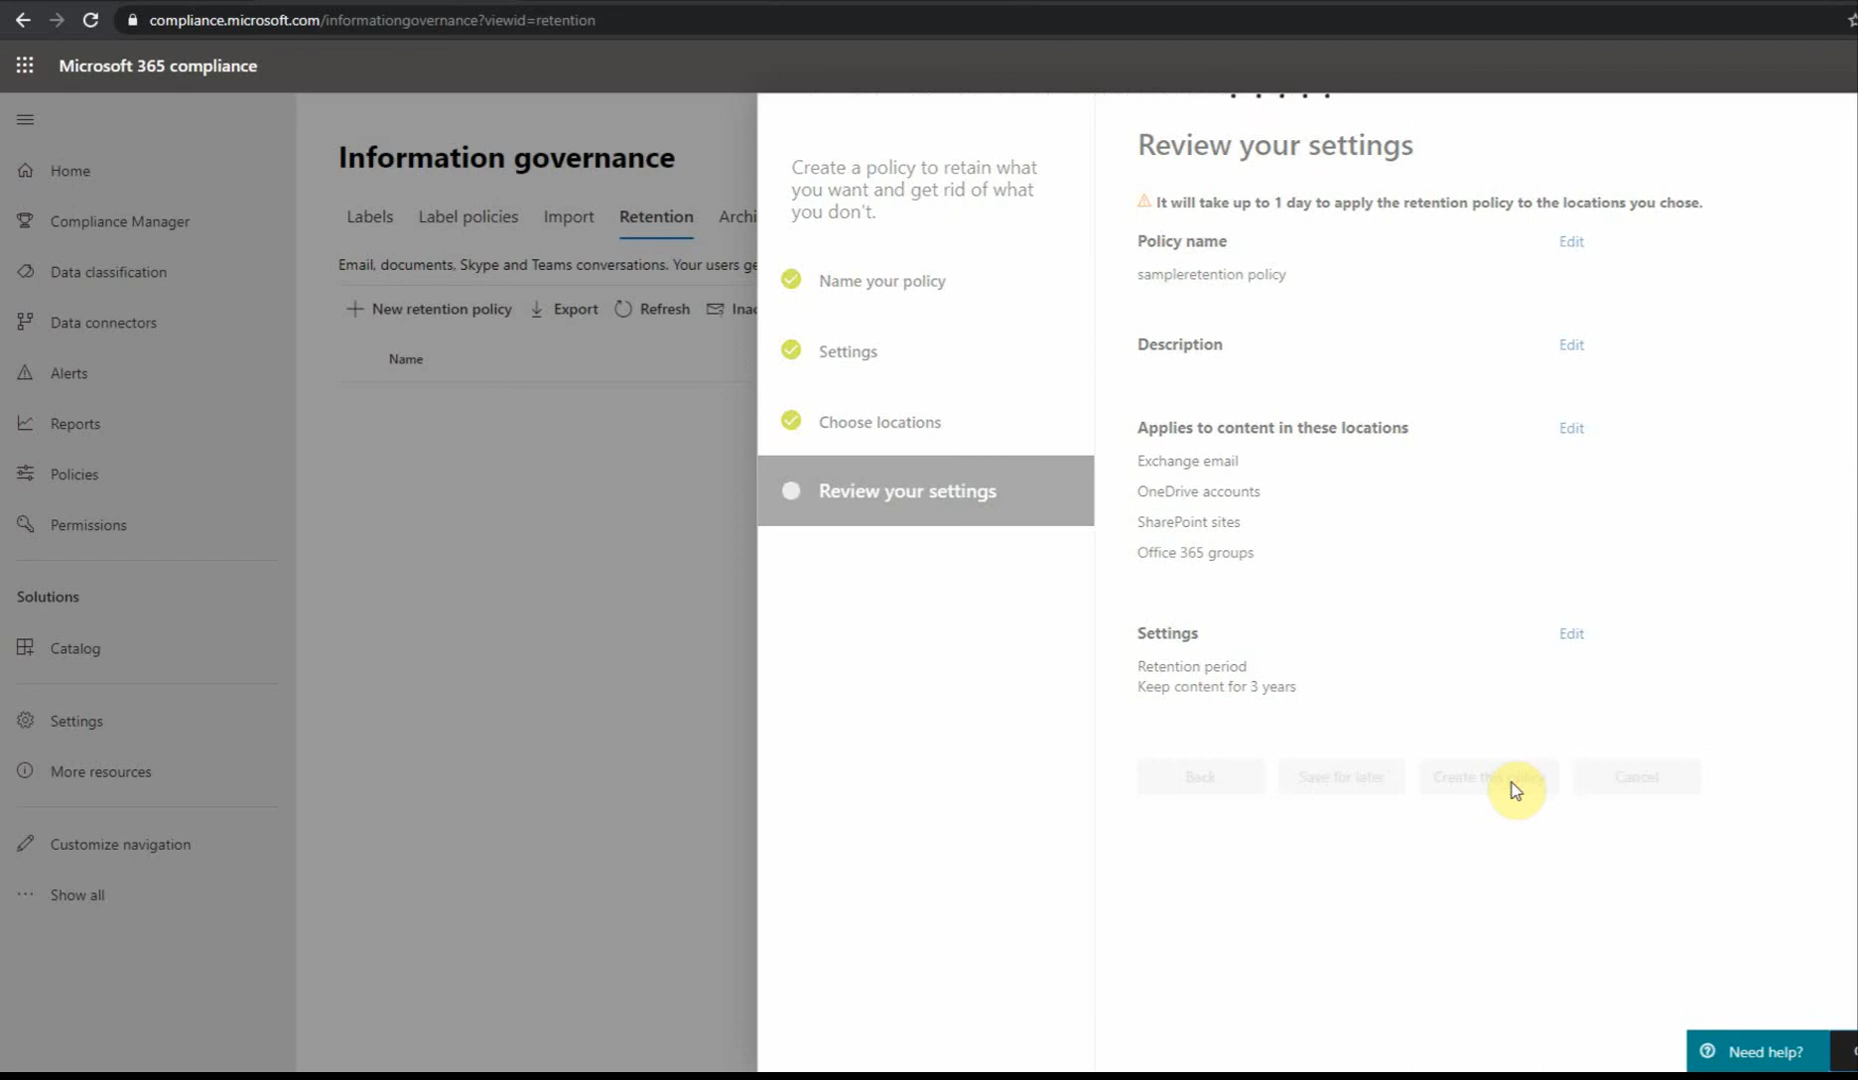 compliance.microsoft.com/informationgovernance?viewid=retention
Microsoft 365 compliance
Home
Compliance Manager
Data classification
Data connectors
Alerts
Reports
Policies
Permissions
Solutions
Catalog
Settings
More resources
Customize navigation
Show all
Information governance
Labels
Label policies
Import
Retention
Archi
Email, documents, Skype and Teams conversations. Your users ge
New retention policy
Export
Refresh
Inac
Name
Create a policy to retain what
you want and get rid of what
you don't.
Name your policy
Settings
Choose locations
Review your settings
Review your settings
It will take up to 1 day to apply the retention policy to the locations you chose.
Policy name
Edit
sampleretention policy
Description
Edit
Applies to content in these locations
Edit
Exchange email
OneDrive accounts
SharePoint sites
Office 365 groups
Settings
Edit
Retention period
Keep content for 3 years
Back
Save for later
Create this policy
Cancel
Need help?